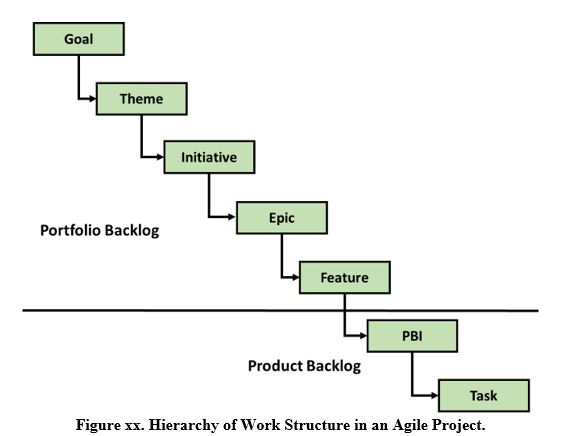 Goal
Theme
Initiative
Epic
Portfolio Backlog
Feature
PBI
Product Backlog
Task
Figure xx. Hierarchy of Work Structure in an Agile Project.